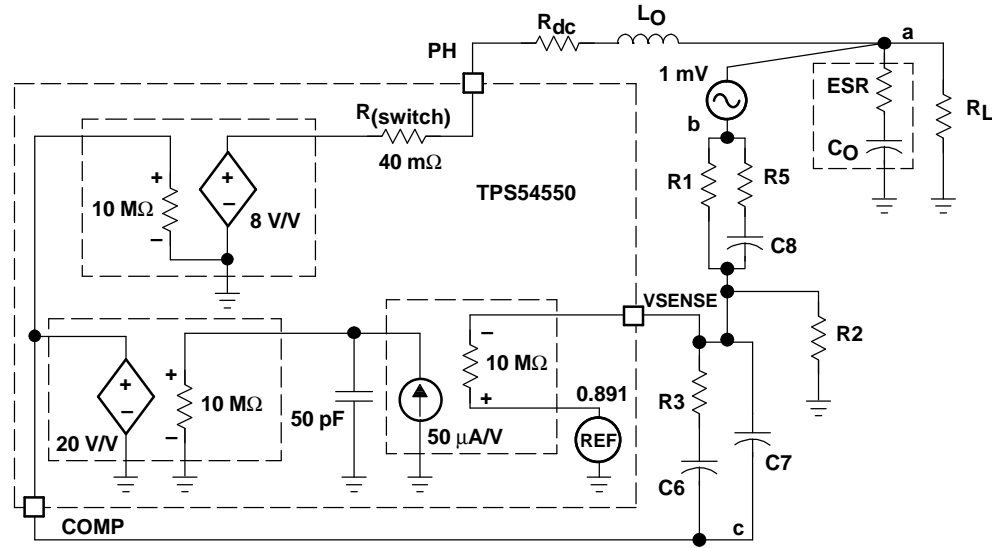 LO
Rdc
a
PH
1 mV
ESR
RL
R(switch)
b
CO
40 mΩ
R1
R5
+
+
TPS54550
10 MΩ
–
–
8 V/V
C8
VSENSE
–
R2
+
+
10 MΩ
10 MΩ
0.891
R3
–
–
50 pF
+
20 V/V
50 μA/V
REF
C7
C6
COMP
c